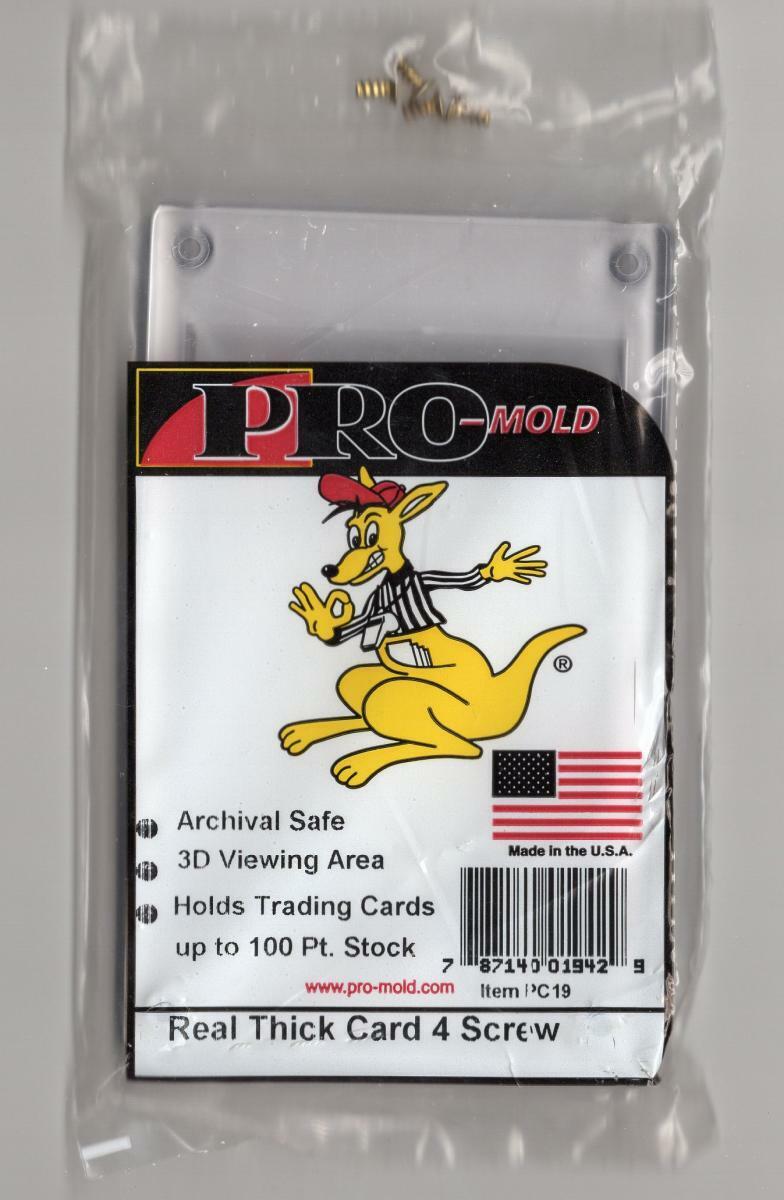 PRO-MOLD
®
Made in the U.S.A.
Archival Safe
3D Viewing Area
Holds Trading Cards
up to 100 Pt. Stock
7 87140 01942 9
www.pro-mold.com
Item PC19
Real Thick Card 4 Screw